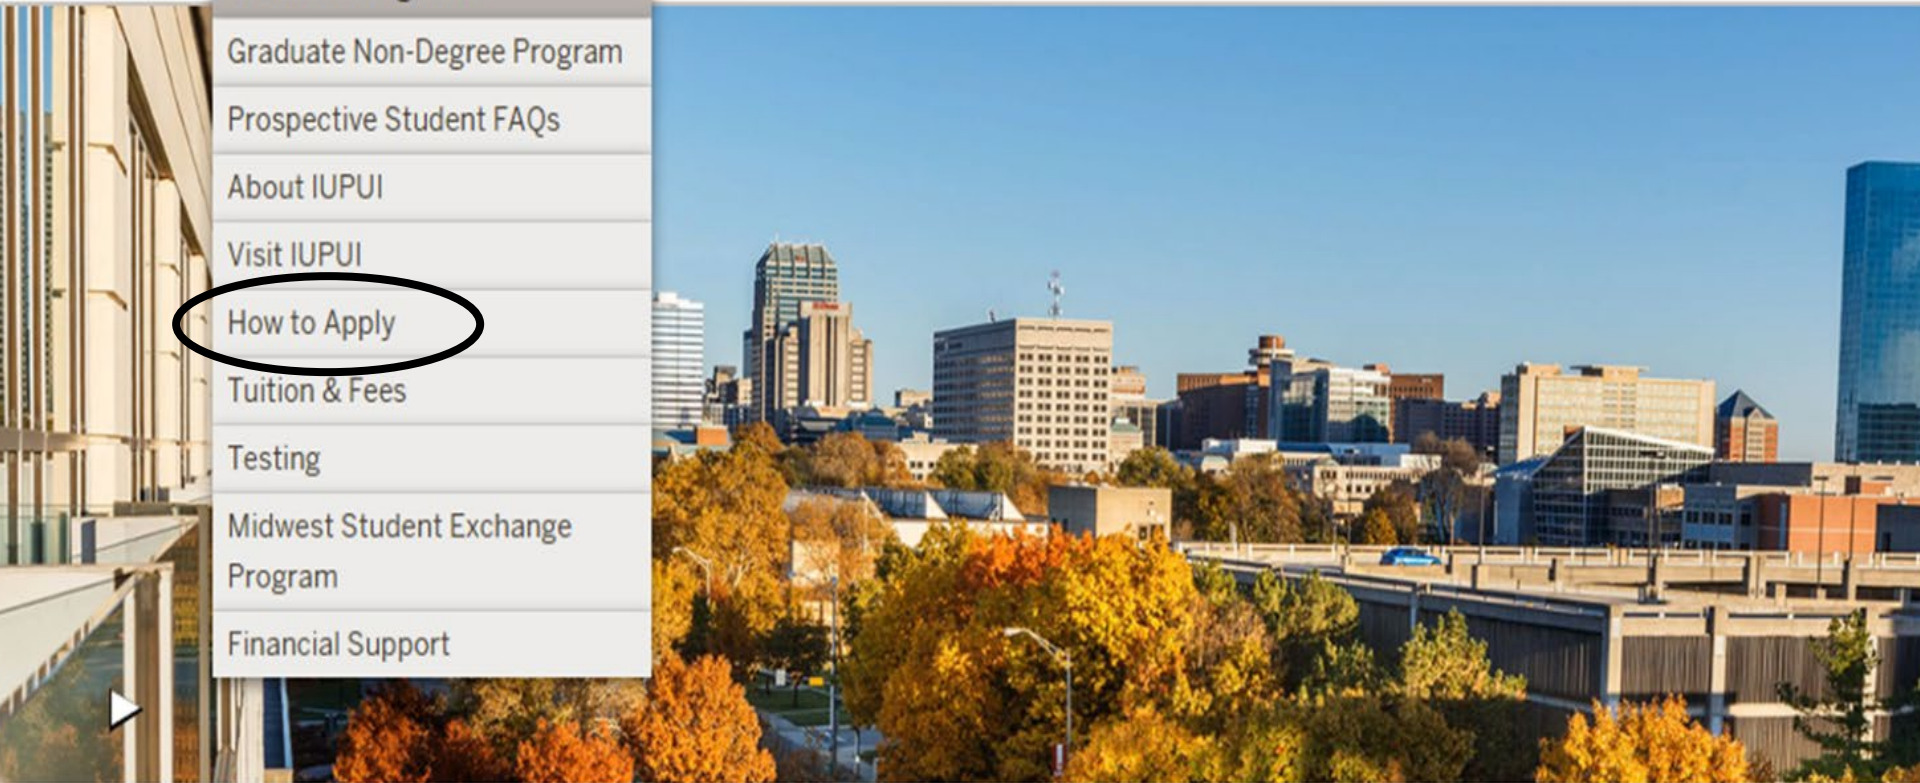 Graduate Non-Degree Program
Prospective Student FAQs
About IUPUI
Visit IUPUI
How to Apply
Tuition & Fees
Testing
Midwest Student Exchange
Program
Financial Support